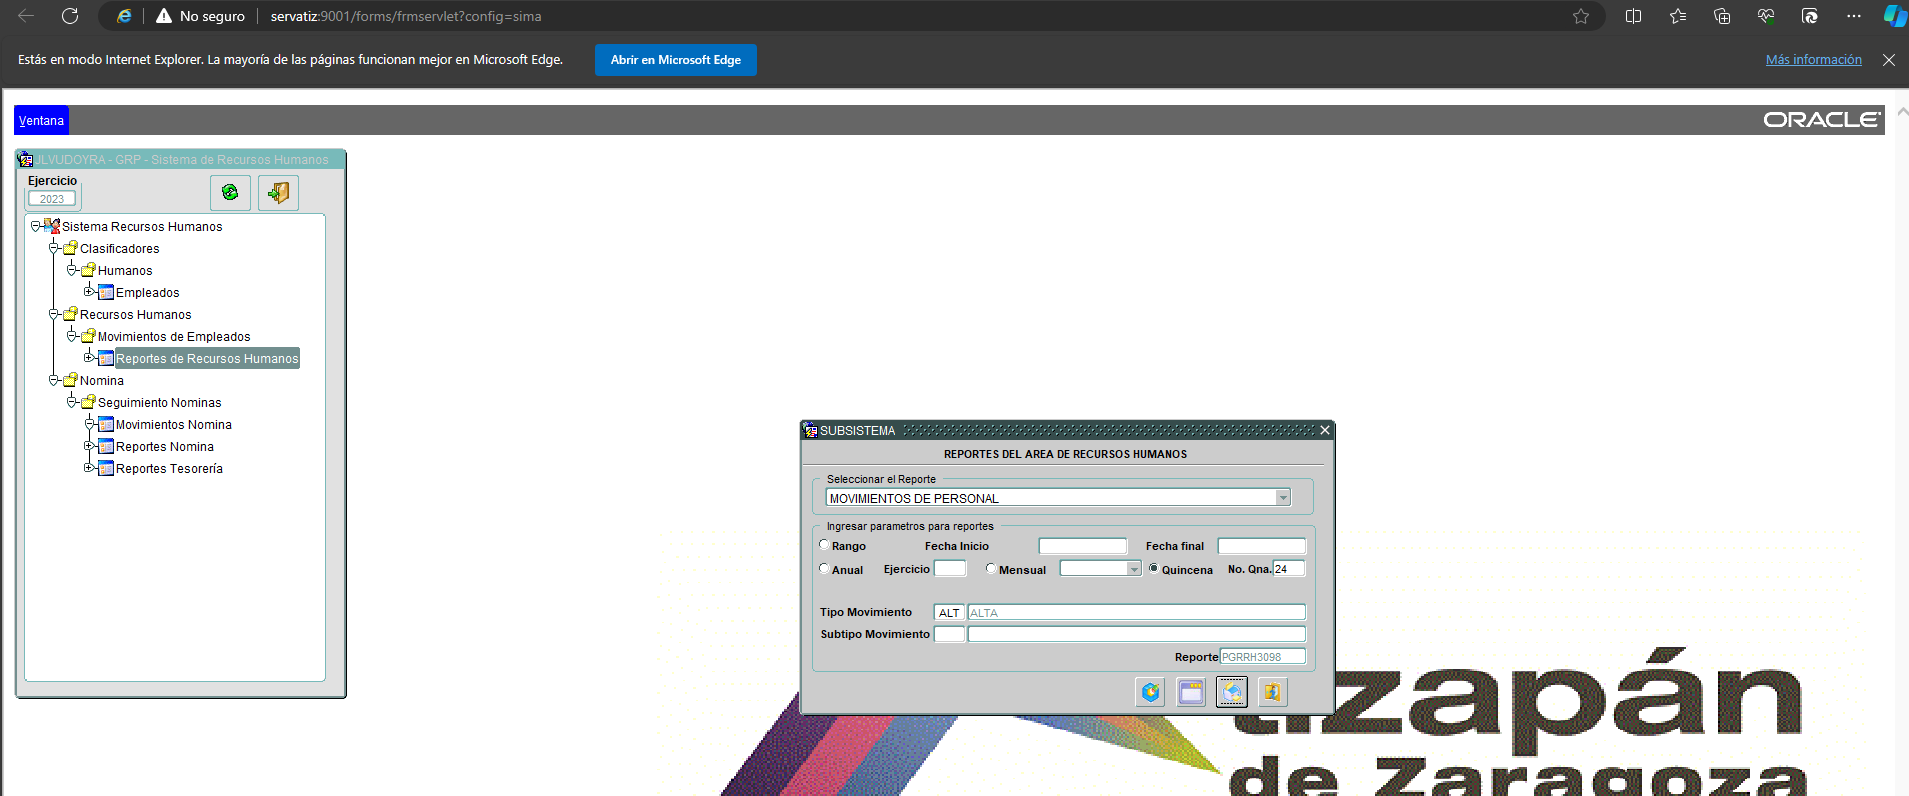 No seguro
servatiz:9001/forms/frmservlet?config=sima
Estás en modo Internet Explorer. La mayoría de las páginas funcionan mejor en Microsoft Edge.
Abrir en Microsoft Edge
Más información
Ventana
ORACLE
JLVUDOYRA - GRP - Sistema de Recursos Humanos
Ejercicio
2023
Sistema Recursos Humanos
Clasificadores
Humanos
Empleados
Recursos Humanos
Movimientos de Empleados
Reportes de Recursos Humanos
Nomina
Seguimiento Nominas
Movimientos Nomina
Reportes Nomina
Reportes Tesorería
SUBSISTEMA
REPORTES DEL AREA DE RECURSOS HUMANOS
Seleccionar el Reporte
MOVIMIENTOS DE PERSONAL
Ingresar parametros para reportes
Rango Fecha Inicio Fecha final
Anual Ejercicio Mensual Quincena No. Qna. 24
Tipo Movimiento ALT ALTA
Subtipo Movimiento
Reporte PGRRH3098
tizapán
de Zaragoza